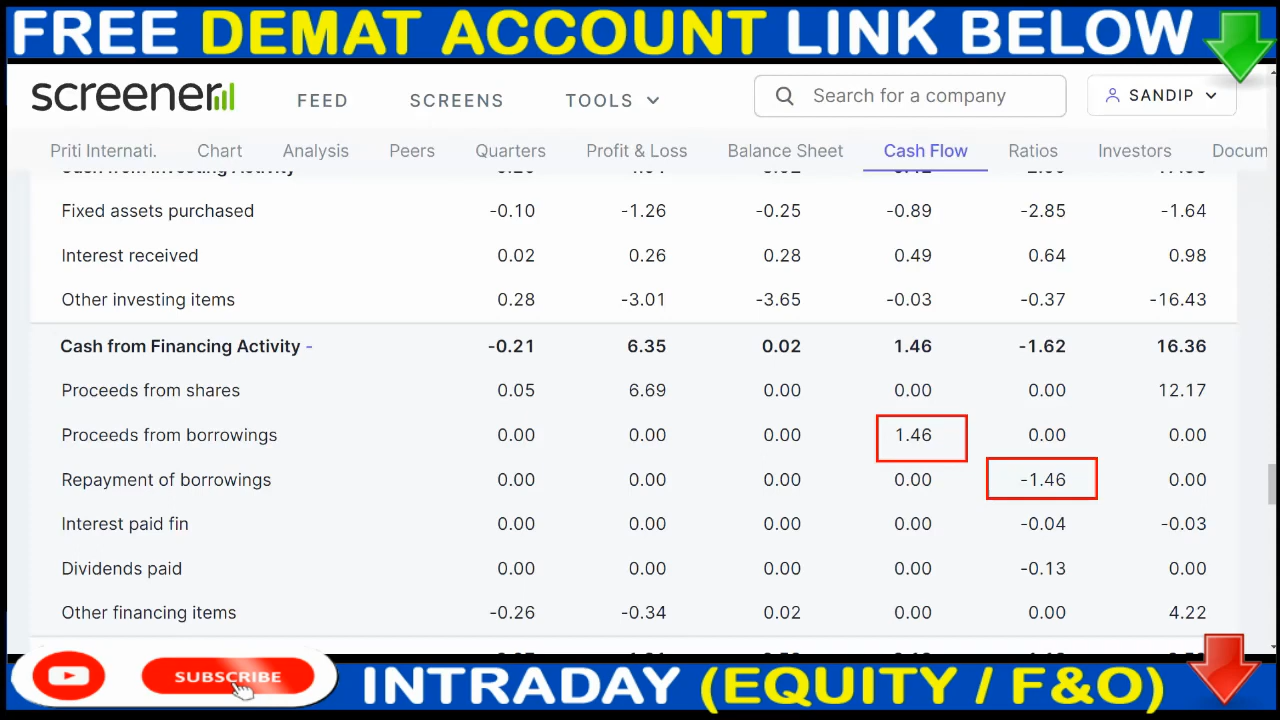 FREE DEMAT ACCOUNT LINK BELOW
screener
FEED SCREENS TOOLS
Search for a company
SANDIP
Priti Internati. Chart Analysis Peers Quarters Profit & Loss Balance Sheet Cash Flow Ratios Investors Docum
Cash from Investing Activity
Fixed assets purchased -0.10 -1.26 -0.25 -0.89 -2.85 -1.64
Interest received 0.02 0.26 0.28 0.49 0.64 0.98
Other investing items 0.28 -3.01 -3.65 -0.03 -0.37 -16.43
Cash from Financing Activity - -0.21 6.35 0.02 1.46 -1.62 16.36
Proceeds from shares 0.05 6.69 0.00 0.00 0.00 12.17
Proceeds from borrowings 0.00 0.00 0.00 1.46 0.00 0.00
Repayment of borrowings 0.00 0.00 0.00 0.00 -1.46 0.00
Interest paid fin 0.00 0.00 0.00 0.00 -0.04 -0.03
Dividends paid 0.00 0.00 0.00 0.00 -0.13 0.00
Other financing items -0.26 -0.34 0.02 0.00 0.00 4.22
SUBSCRIBE
INTRADAY (EQUITY / F&O)